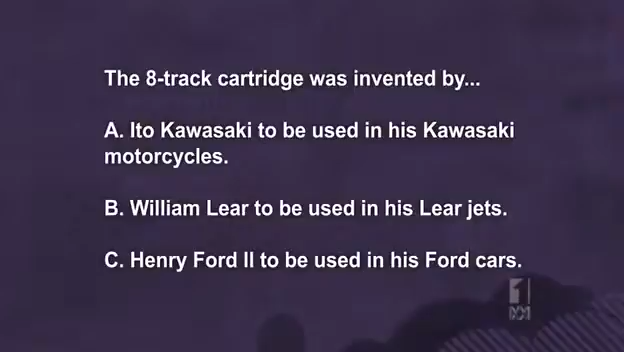 The 8-track cartridge was invented by...
A. Ito Kawasaki to be used in his Kawasaki
motorcycles.
B. William Lear to be used in his Lear jets.
C. Henry Ford II to be used in his Ford cars.
1